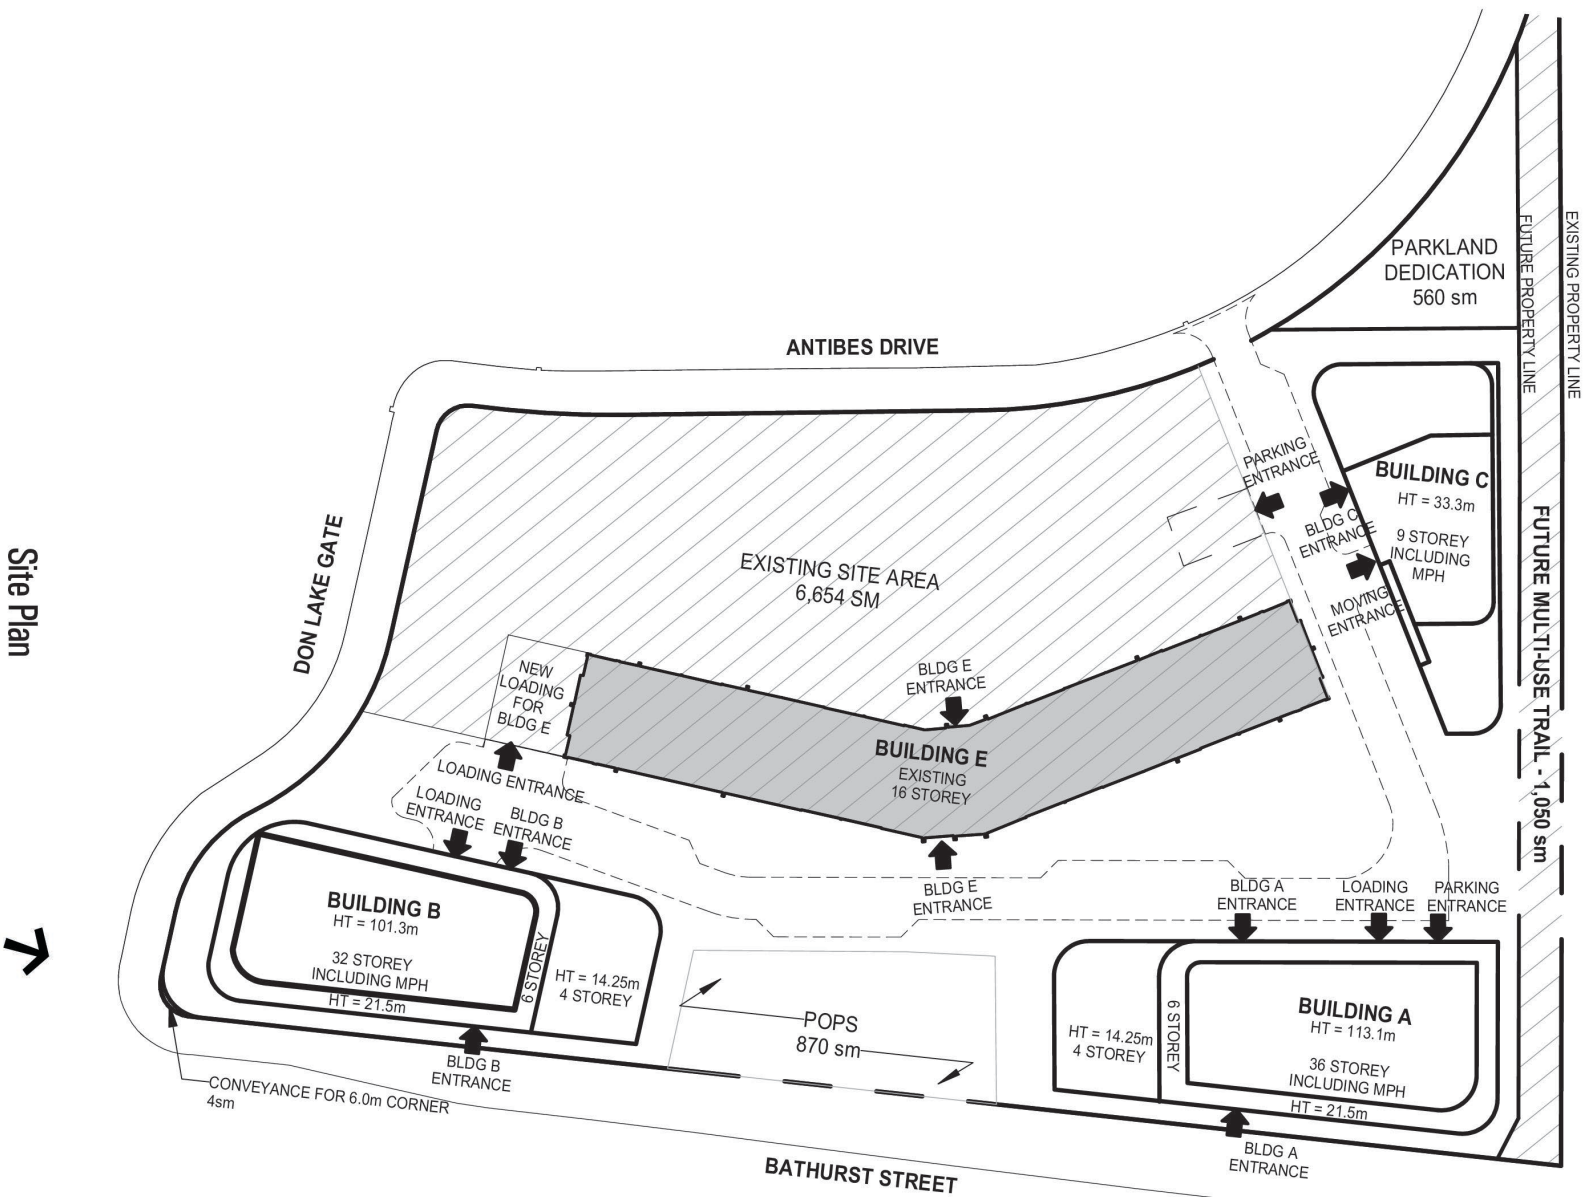 EXISTING PROPERTY LINE
FUTURE PROPERTY LINE
PARKLAND
DEDICATION
560 sm
ANTIBES DRIVE
PARKING
ENTRANCE
BUILDING C
HT = 33.3m
9 STOREY
INCLUDING
MPH
BLDG C
ENTRANCE
MOVING
ENTRANCE
FUTURE MULTI-USE TRAIL - 1,050 sm
DON LAKE GATE
Site Plan
EXISTING SITE AREA
6,654 SM
NEW
LOADING
FOR
BLDG E
BLDG E
ENTRANCE
BUILDING E
EXISTING
16 STOREY
LOADING ENTRANCE
LOADING
ENTRANCE
BLDG B
ENTRANCE
BLDG E
ENTRANCE
BLDG A
ENTRANCE
LOADING
ENTRANCE
PARKING
ENTRANCE
BUILDING B
HT = 101.3m
32 STOREY
INCLUDING MPH
HT = 21.5m
6 STOREY
HT = 14.25m
4 STOREY
POPS
870 sm
HT = 14.25m
4 STOREY
6 STOREY
BUILDING A
HT = 113.1m
36 STOREY
INCLUDING MPH
HT = 21.5m
BLDG B
ENTRANCE
CONVEYANCE FOR 6.0m CORNER
4sm
BLDG A
ENTRANCE
BATHURST STREET